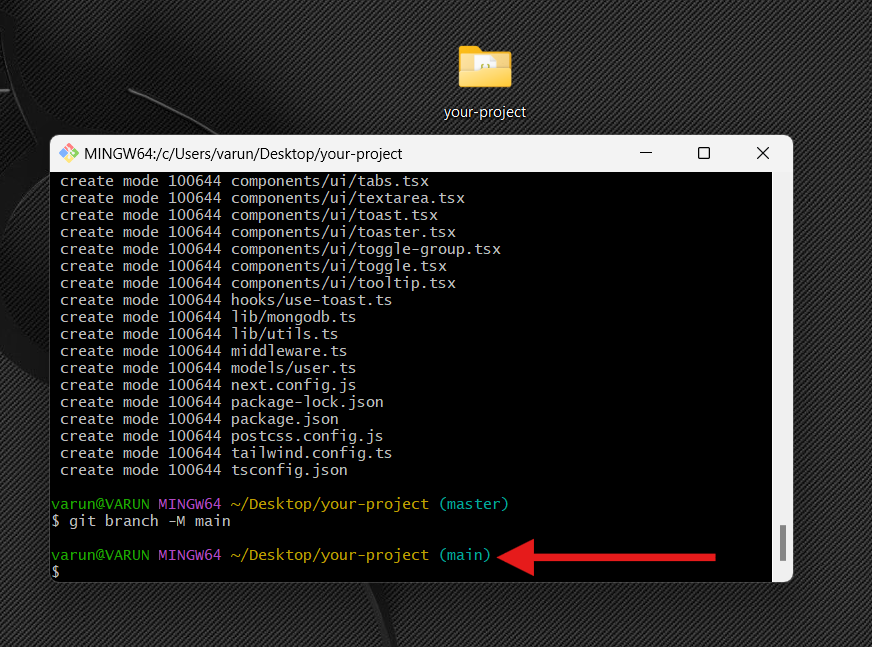 your-project
MINGW64:/c/Users/varun/Desktop/your-project
create mode 100644 components/ui/tabs.tsx
create mode 100644 components/ui/textarea.tsx
create mode 100644 components/ui/toast.tsx
create mode 100644 components/ui/toaster.tsx
create mode 100644 components/ui/toggle-group.tsx
create mode 100644 components/ui/toggle.tsx
create mode 100644 components/ui/tooltip.tsx
create mode 100644 hooks/use-toast.ts
create mode 100644 lib/mongodb.ts
create mode 100644 lib/utils.ts
create mode 100644 middleware.ts
create mode 100644 models/user.ts
create mode 100644 next.config.js
create mode 100644 package-lock.json
create mode 100644 package.json
create mode 100644 postcss.config.js
create mode 100644 tailwind.config.ts
create mode 100644 tsconfig.json
varun@VARUN MINGW64 ~/Desktop/your-project (master)
$ git branch -M main
varun@VARUN MINGW64 ~/Desktop/your-project (main)
$